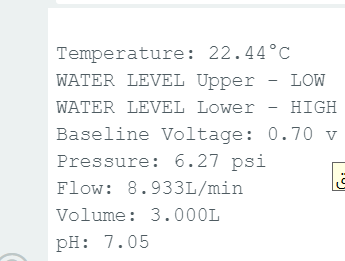 Temperature: 22.44°C
WATER LEVEL Upper – LOW
WATER LEVEL Lower – HIGH
Baseline Voltage: 0.70 v
Pressure: 6.27 psi
Flow: 8.933L/min
Volume: 3.000L
pH: 7.05